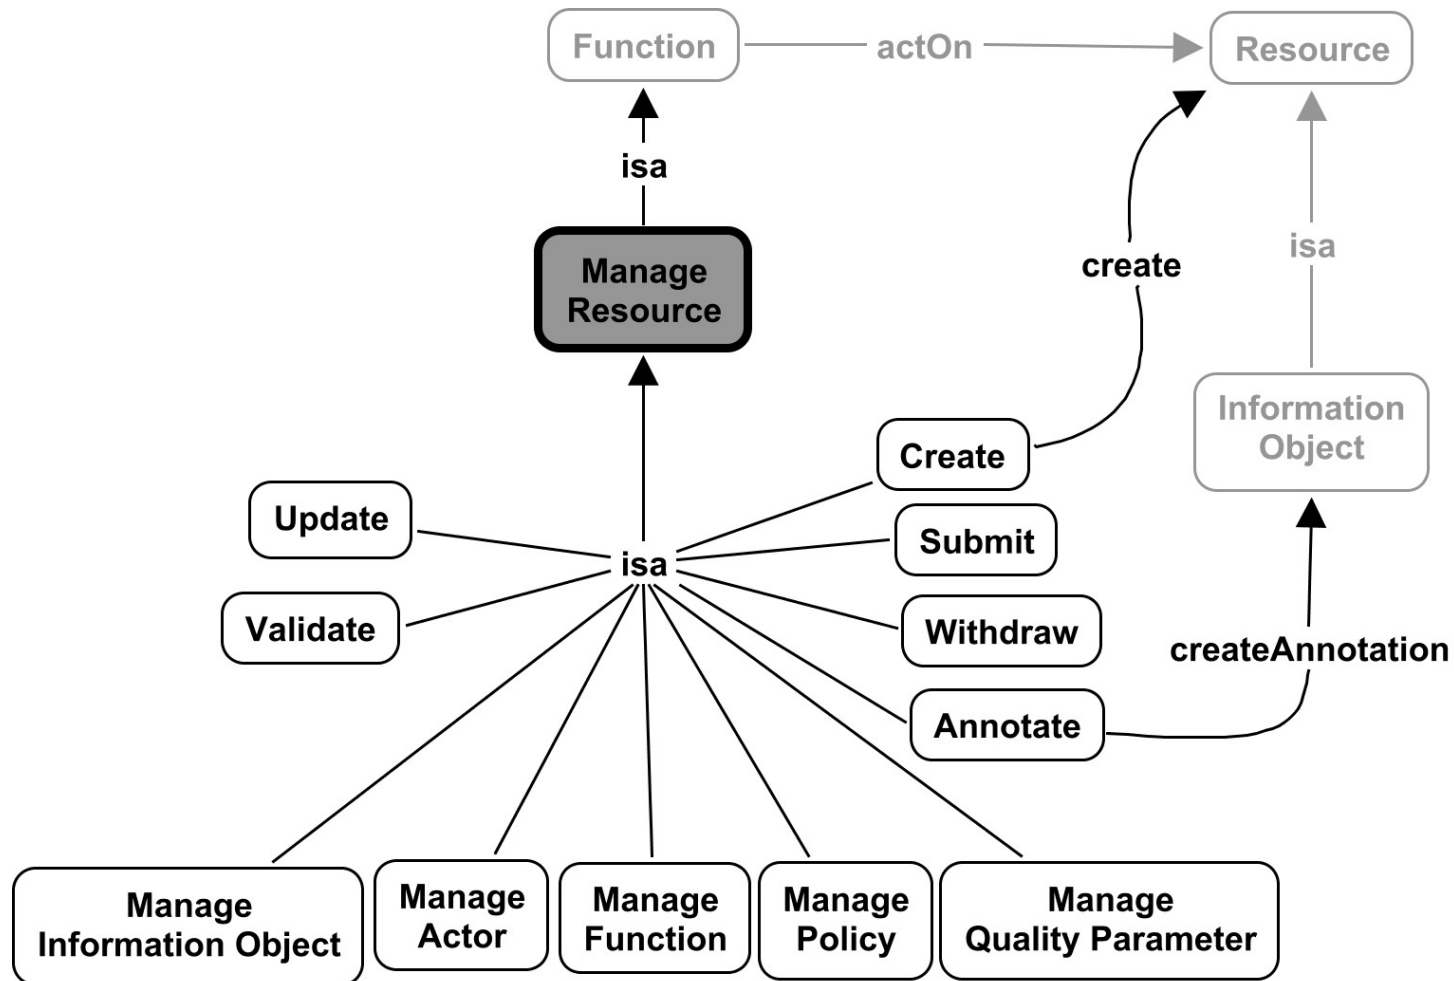 Function
actOn
Resource
isa
isa
Manage
Resource
create
Information
Object
Create
Update
Submit
isa
Validate
Withdraw
createAnnotation
Annotate
Manage
Information Object
Manage
Actor
Manage
Function
Manage
Policy
Manage
Quality Parameter